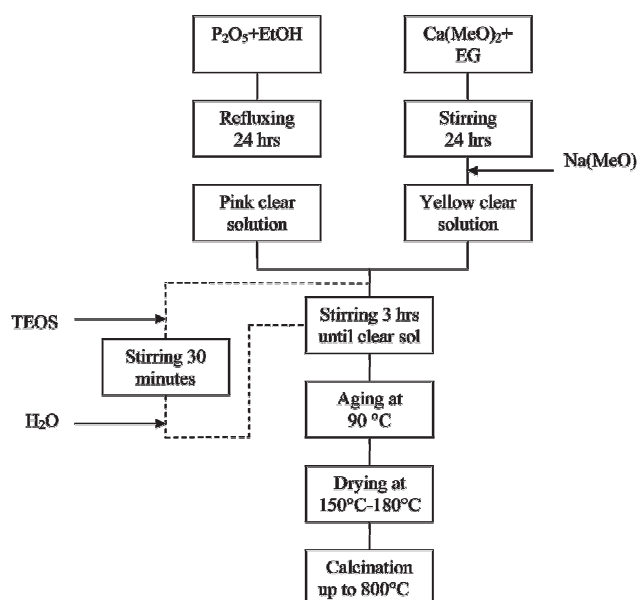 P₂O₅+EtOH
Ca(MeO)₂+
EG
Refluxing
24 hrs
Stirring
24 hrs
Na(MeO)
Pink clear
solution
Yellow clear
solution
TEOS
Stirring 3 hrs
until clear sol
Stirring 30
minutes
H₂O
Aging at
90 °C
Drying at
150°C-180°C
Calcination
up to 800°C